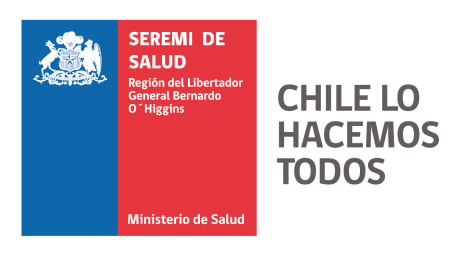 SEREMI DE
SALUD
Región del Libertador
General Bernardo
O´Higgins
Ministerio de Salud
CHILE LO
HACEMOS
TODOS